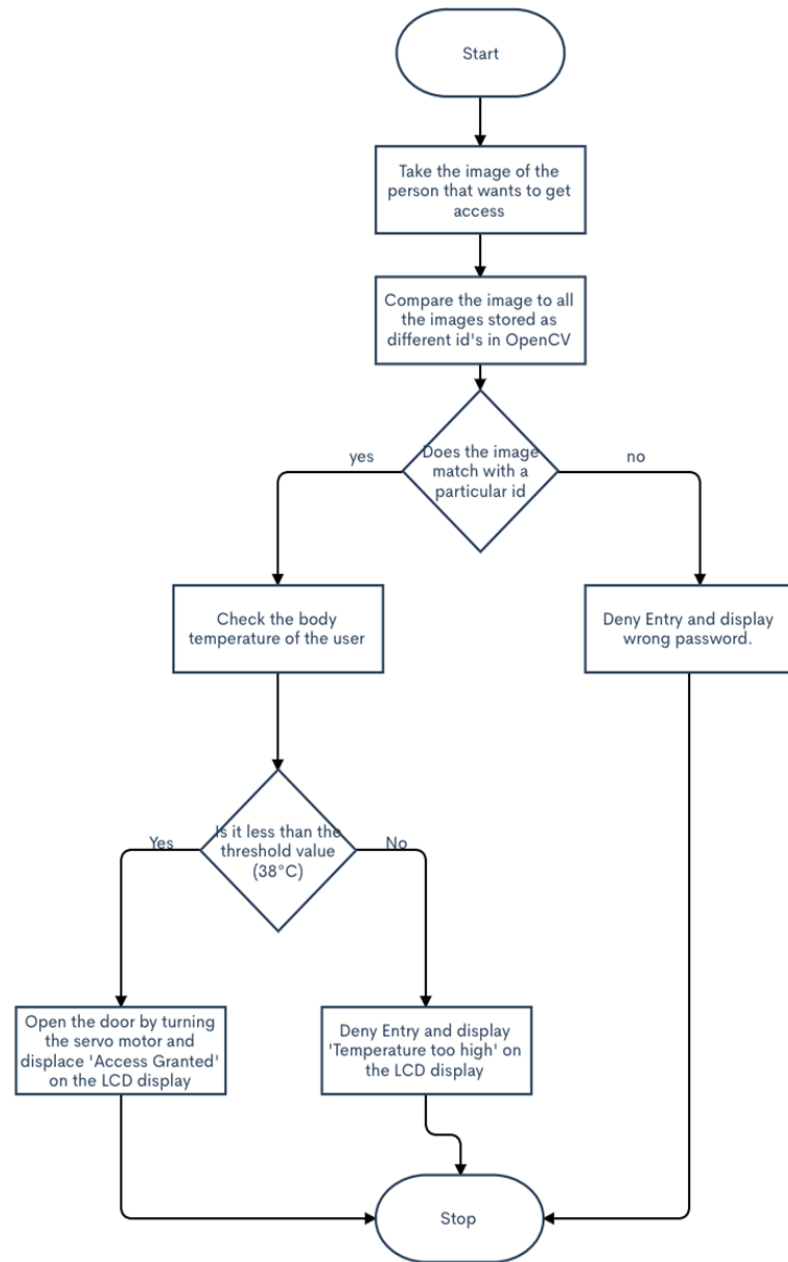 Start
Take the image of the
person that wants to get
access
Compare the image to all
the images stored as
different id's in OpenCV
Does the image
match with a
particular id
yes
no
Check the body
temperature of the user
Deny Entry and display
wrong password.
Is it less than the
threshold value
(38°C)
Yes
No
Open the door by turning
the servo motor and
displace 'Access Granted'
on the LCD display
Deny Entry and display
'Temperature too high' on
the LCD display
Stop